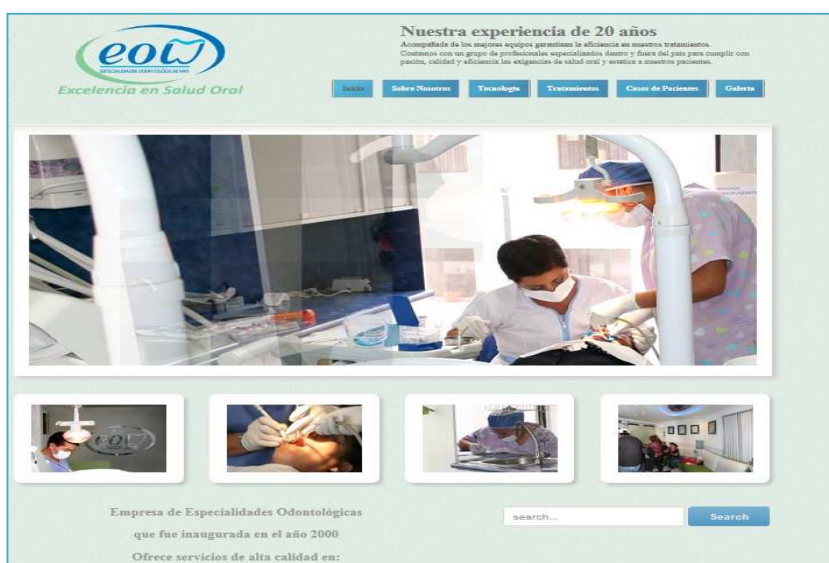 eow
ESPECIALIDADES ODONTOLÓGICAS WAY
Excelencia en Salud Oral
Nuestra experiencia de 20 años
Acompañada de los mejores equipos garantizan la eficiencia en nuestros tratamientos.
Contamos con un grupo de profesionales especializados dentro y fuera del país para cumplir con
pasión, calidad y eficiencia las exigencias de salud oral y estética a nuestros pacientes.
Inicio Sobre Nosotros Tecnología Tratamientos Casos de Pacientes Galería
eow
Empresa de Especialidades Odontológicas
que fue inaugurada en el año 2000
Ofrece servicios de alta calidad en:
search...
Search